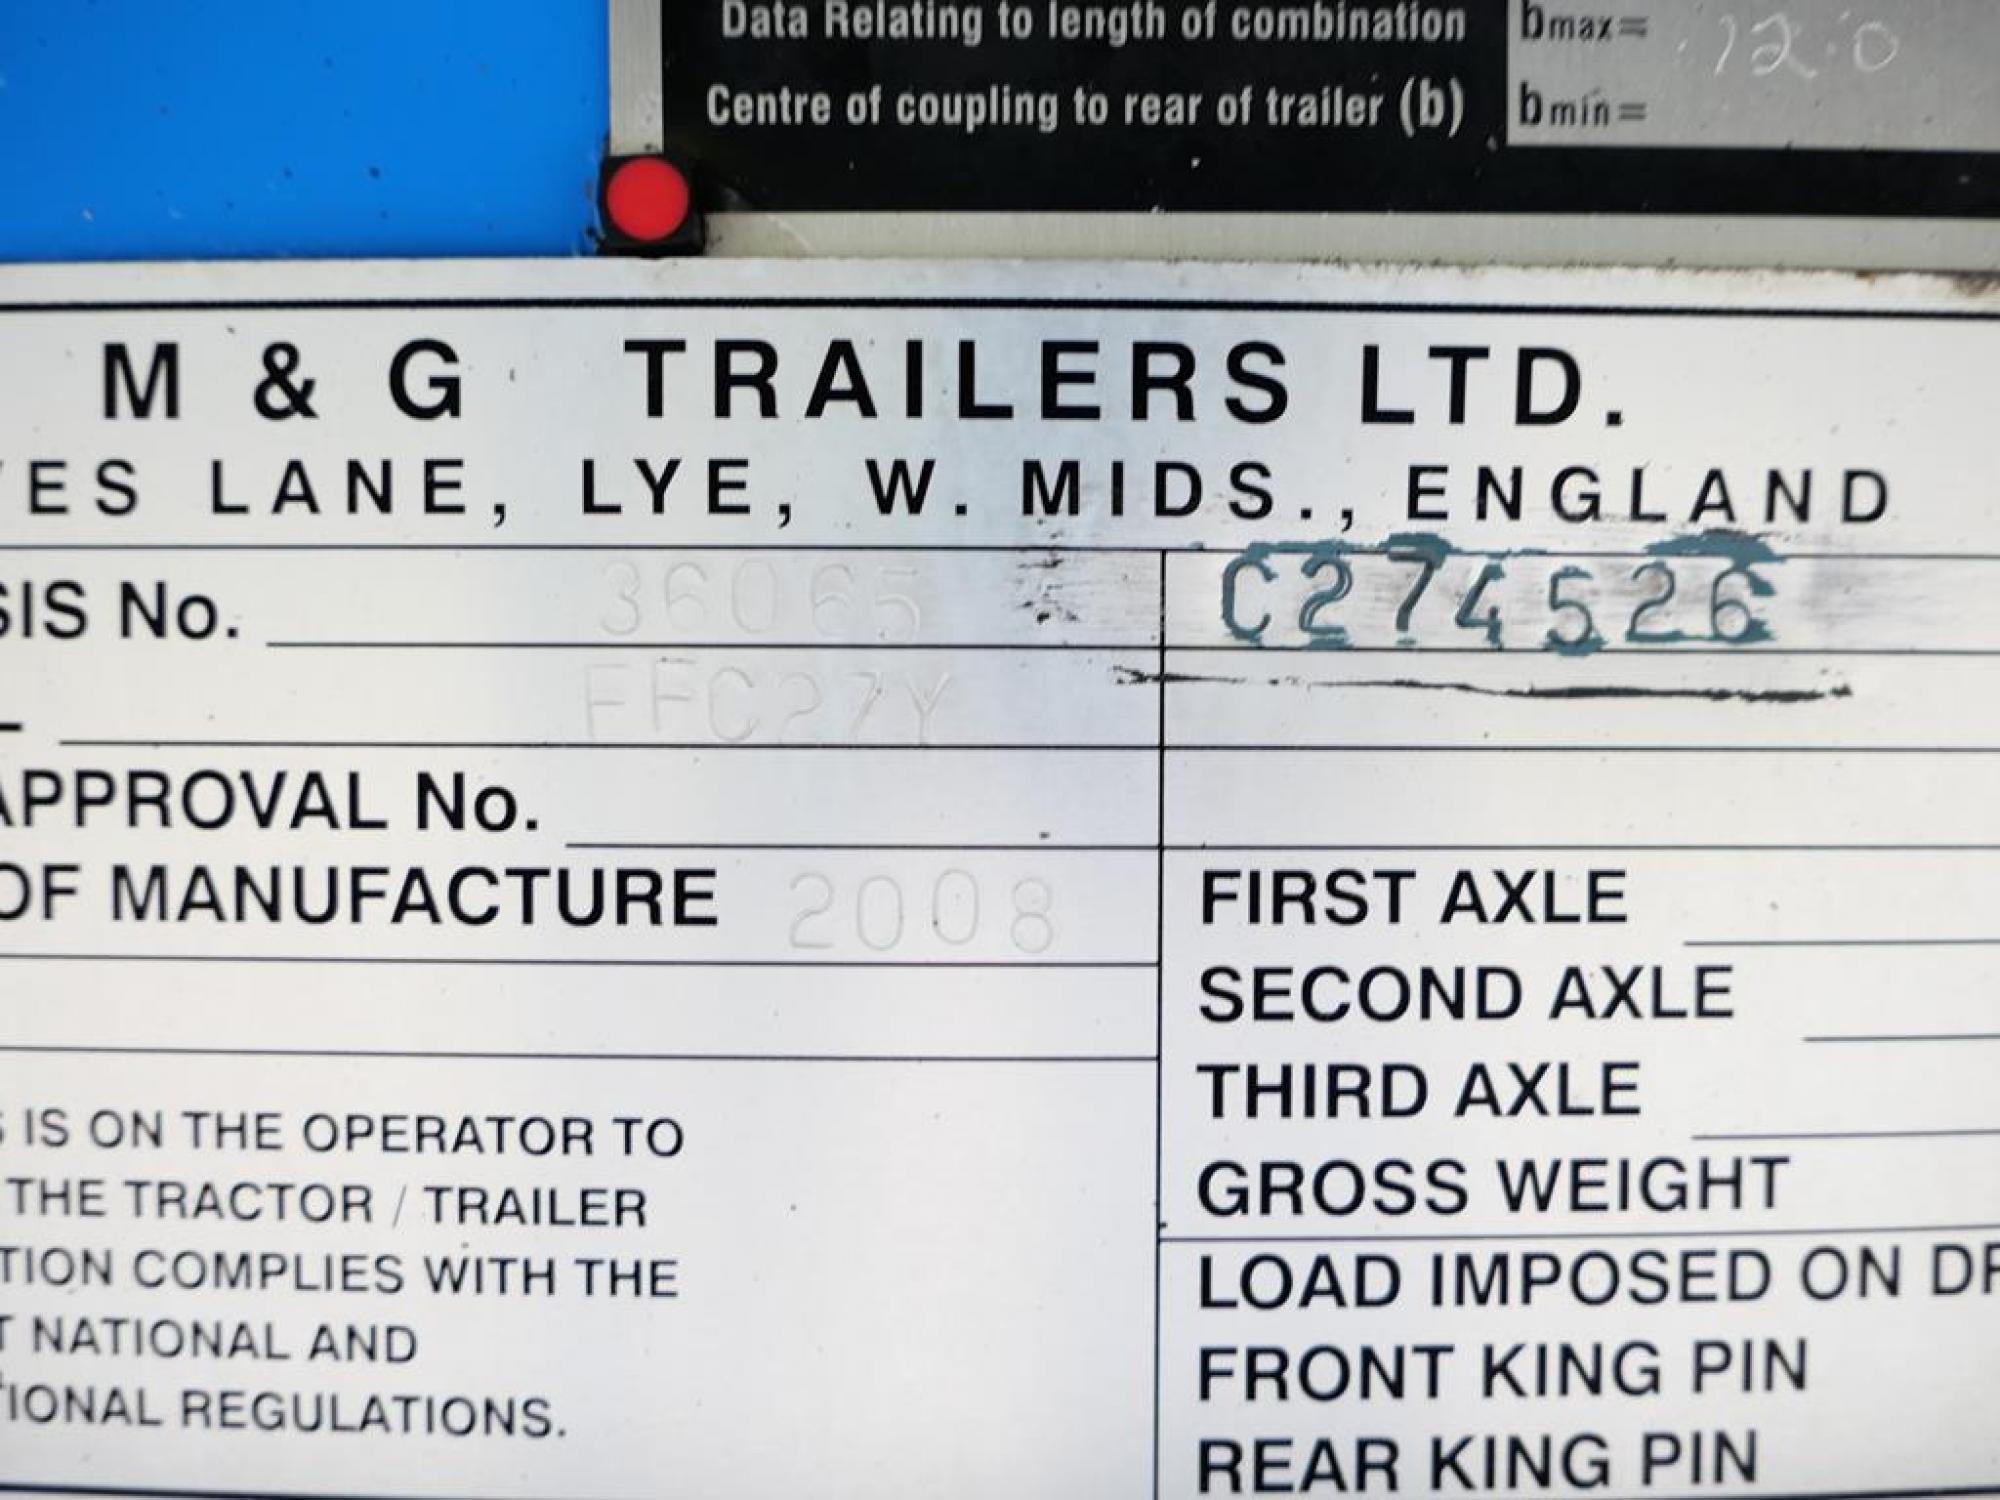 Data Relating to length of combination bmax= 12.0
Centre of coupling to rear of trailer (b) bmin=
M & G TRAILERS LTD.
ES LANE, LYE, W. MIDS., ENGLAND
SIS No. 36065 C274526
FFC27Y
APPROVAL No.
OF MANUFACTURE 2008
FIRST AXLE
SECOND AXLE
THIRD AXLE
GROSS WEIGHT
LOAD IMPOSED ON
FRONT KING PIN
REAR KING PIN
IS ON THE OPERATOR TO
THE TRACTOR / TRAILER
TION COMPLIES WITH THE
T NATIONAL AND
IONAL REGULATIONS.